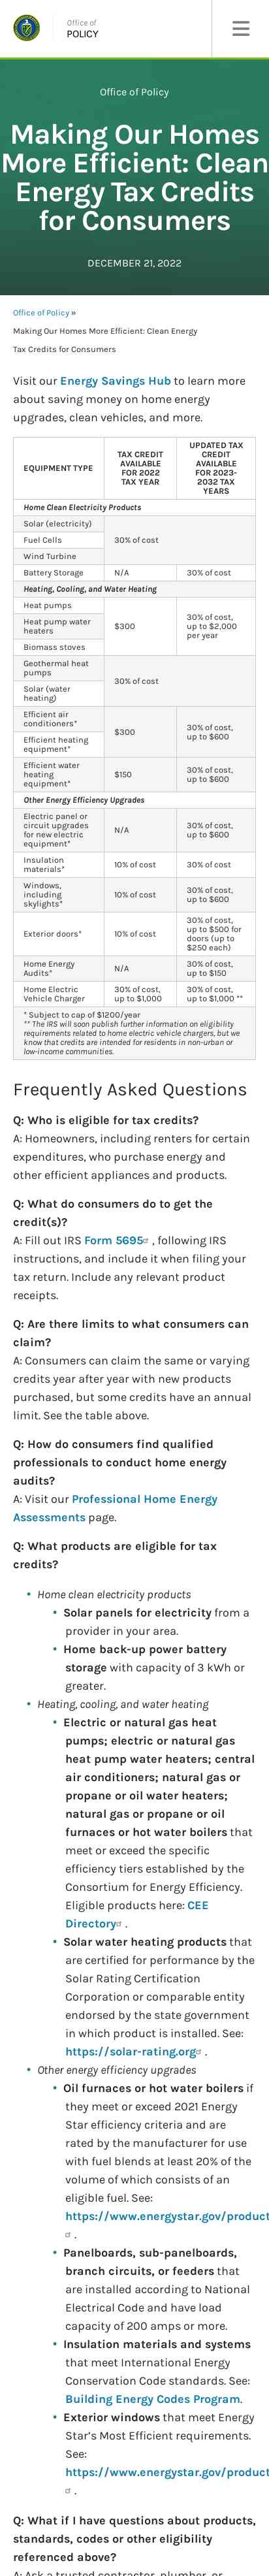 Office of
POLICY
Office of Policy
Making Our Homes
More Efficient: Clean
Energy Tax Credits
for Consumers
DECEMBER 21, 2022
Office of Policy »
Making Our Homes More Efficient: Clean Energy
Tax Credits for Consumers
Visit our Energy Savings Hub to learn more
about saving money on home energy
upgrades, clean vehicles, and more.
EQUIPMENT TYPE
TAX CREDIT
AVAILABLE
FOR 2022
TAX YEAR
UPDATED TAX
CREDIT
AVAILABLE
FOR 2023-
2032 TAX
YEARS
Home Clean Electricity Products
Solar (electricity)
Fuel Cells
Wind Turbine
30% of cost
Battery Storage
N/A
30% of cost
Heating, Cooling, and Water Heating
Heat pumps
Heat pump water
heaters
Biomass stoves
$300
30% of cost,
up to $2,000
per year
Geothermal heat
pumps
Solar (water
heating)
30% of cost
Efficient air
conditioners*
Efficient heating
equipment*
$300
30% of cost,
up to $600
Efficient water
heating
equipment*
$150
30% of cost,
up to $600
Other Energy Efficiency Upgrades
Electric panel or
circuit upgrades
for new electric
equipment*
N/A
30% of cost,
up to $600
Insulation
materials*
10% of cost
30% of cost
Windows,
including
skylights*
10% of cost
30% of cost,
up to $600
Exterior doors*
10% of cost
30% of cost,
up to $500 for
doors (up to
$250 each)
Home Energy
Audits*
N/A
30% of cost,
up to $150
Home Electric
Vehicle Charger
30% of cost,
up to $1,000
30% of cost,
up to $1,000 **
* Subject to cap of $1200/year
** The IRS will soon publish further information on eligibility
requirements related to home electric vehicle chargers, but we
know that credits are intended for residents in non-urban or
low-income communities.
Frequently Asked Questions
Q: Who is eligible for tax credits?
A: Homeowners, including renters for certain
expenditures, who purchase energy and
other efficient appliances and products.
Q: What do consumers do to get the
credit(s)?
A: Fill out IRS Form 5695 , following IRS
instructions, and include it when filing your
tax return. Include any relevant product
receipts.
Q: Are there limits to what consumers can
claim?
A: Consumers can claim the same or varying
credits year after year with new products
purchased, but some credits have an annual
limit. See the table above.
Q: How do consumers find qualified
professionals to conduct home energy
audits?
A: Visit our Professional Home Energy
Assessments page.
Q: What products are eligible for tax
credits?
• Home clean electricity products
• Solar panels for electricity from a
provider in your area.
• Home back-up power battery
storage with capacity of 3 kWh or
greater.
• Heating, cooling, and water heating
• Electric or natural gas heat
pumps; electric or natural gas
heat pump water heaters; central
air conditioners; natural gas or
propane or oil water heaters;
natural gas or propane or oil
furnaces or hot water boilers that
meet or exceed the specific
efficiency tiers established by the
Consortium for Energy Efficiency.
Eligible products here: CEE
Directory .
• Solar water heating products that
are certified for performance by the
Solar Rating Certification
Corporation or comparable entity
endorsed by the state government
in which product is installed. See:
https://solar-rating.org .
• Other energy efficiency upgrades
• Oil furnaces or hot water boilers if
they meet or exceed 2021 Energy
Star efficiency criteria and are
rated by the manufacturer for use
with fuel blends at least 20% of the
volume of which consists of an
eligible fuel. See:
https://www.energystar.gov/product
.
• Panelboards, sub-panelboards,
branch circuits, or feeders that
are installed according to National
Electrical Code and have load
capacity of 200 amps or more.
• Insulation materials and systems
that meet International Energy
Conservation Code standards. See:
Building Energy Codes Program.
• Exterior windows that meet Energy
Star's Most Efficient requirements.
See:
https://www.energystar.gov/product
.
Q: What if I have questions about products,
standards, codes or other eligibility
referenced above?
A: Ask a trusted contractor, plumber, or